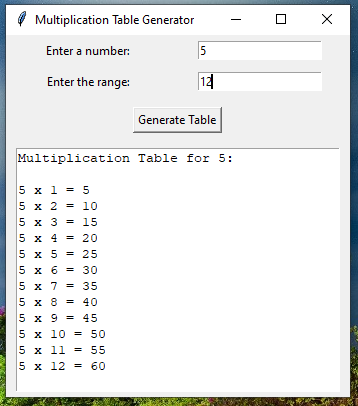 Multiplication Table Generator
Enter a number: 5
Enter the range: 12
Generate Table
Multiplication Table for 5:
5 x 1 = 5
5 x 2 = 10
5 x 3 = 15
5 x 4 = 20
5 x 5 = 25
5 x 6 = 30
5 x 7 = 35
5 x 8 = 40
5 x 9 = 45
5 x 10 = 50
5 x 11 = 55
5 x 12 = 60